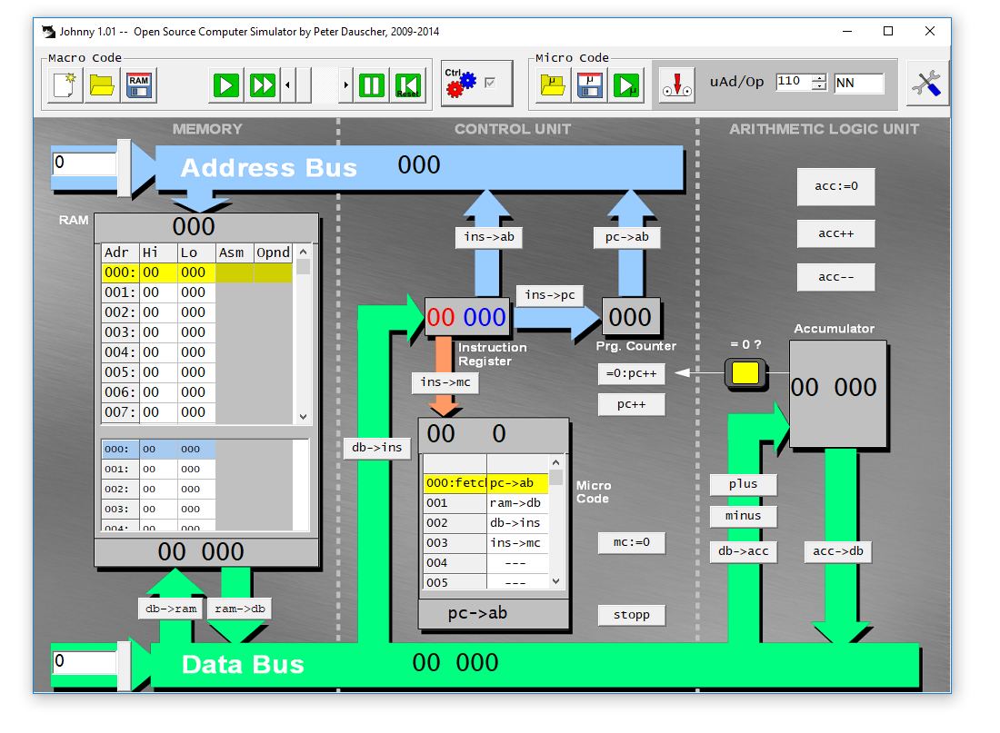 Johnny 1.01 -- Open Source Computer Simulator by Peter Dauscher, 2009-2014
Macro Code
RAM
Reset
Ctrl
Micro Code
µ
µ
µ
uAd/Op 110 NN
MEMORY
CONTROL UNIT
ARITHMETIC LOGIC UNIT
0
Address Bus 000
RAM
000
Adr Hi Lo Asm Opnd
000: 00 000
001: 00 000
002: 00 000
003: 00 000
004: 00 000
005: 00 000
006: 00 000
007: 00 000
000: 00 000
001: 00 000
002: 00 000
003: 00 000
004: 00 000
00 000
db->ram
ram->db
ins->ab
pc->ab
ins->pc
00 000
Instruction
Register
000
Prg. Counter
ins->mc
=0:pc++
pc++
db->ins
00 0
000:fetch pc->ab
001 ram->db
002 db->ins
003 ins->mc
004 ---
005 ---
pc->ab
Micro
Code
mc:=0
stopp
acc:=0
acc++
acc--
Accumulator
= 0 ?
00 000
plus
minus
db->acc
acc->db
0
Data Bus 00 000